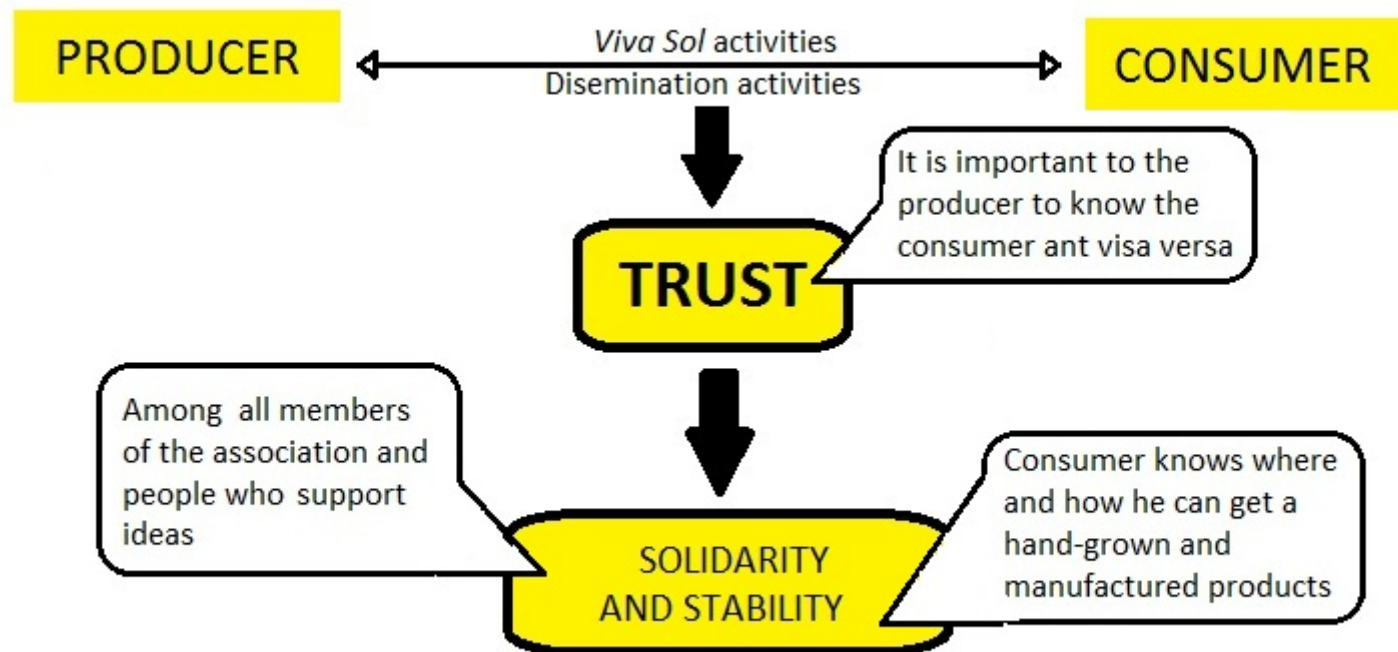 PRODUCER
Viva Sol activities
Disemination activities
CONSUMER
It is important to the
producer to know the
consumer ant visa versa
TRUST
Among all members
of the association and
people who support
ideas
Consumer knows where
and how he can get a
hand-grown and
manufactured products
SOLIDARITY
AND STABILITY